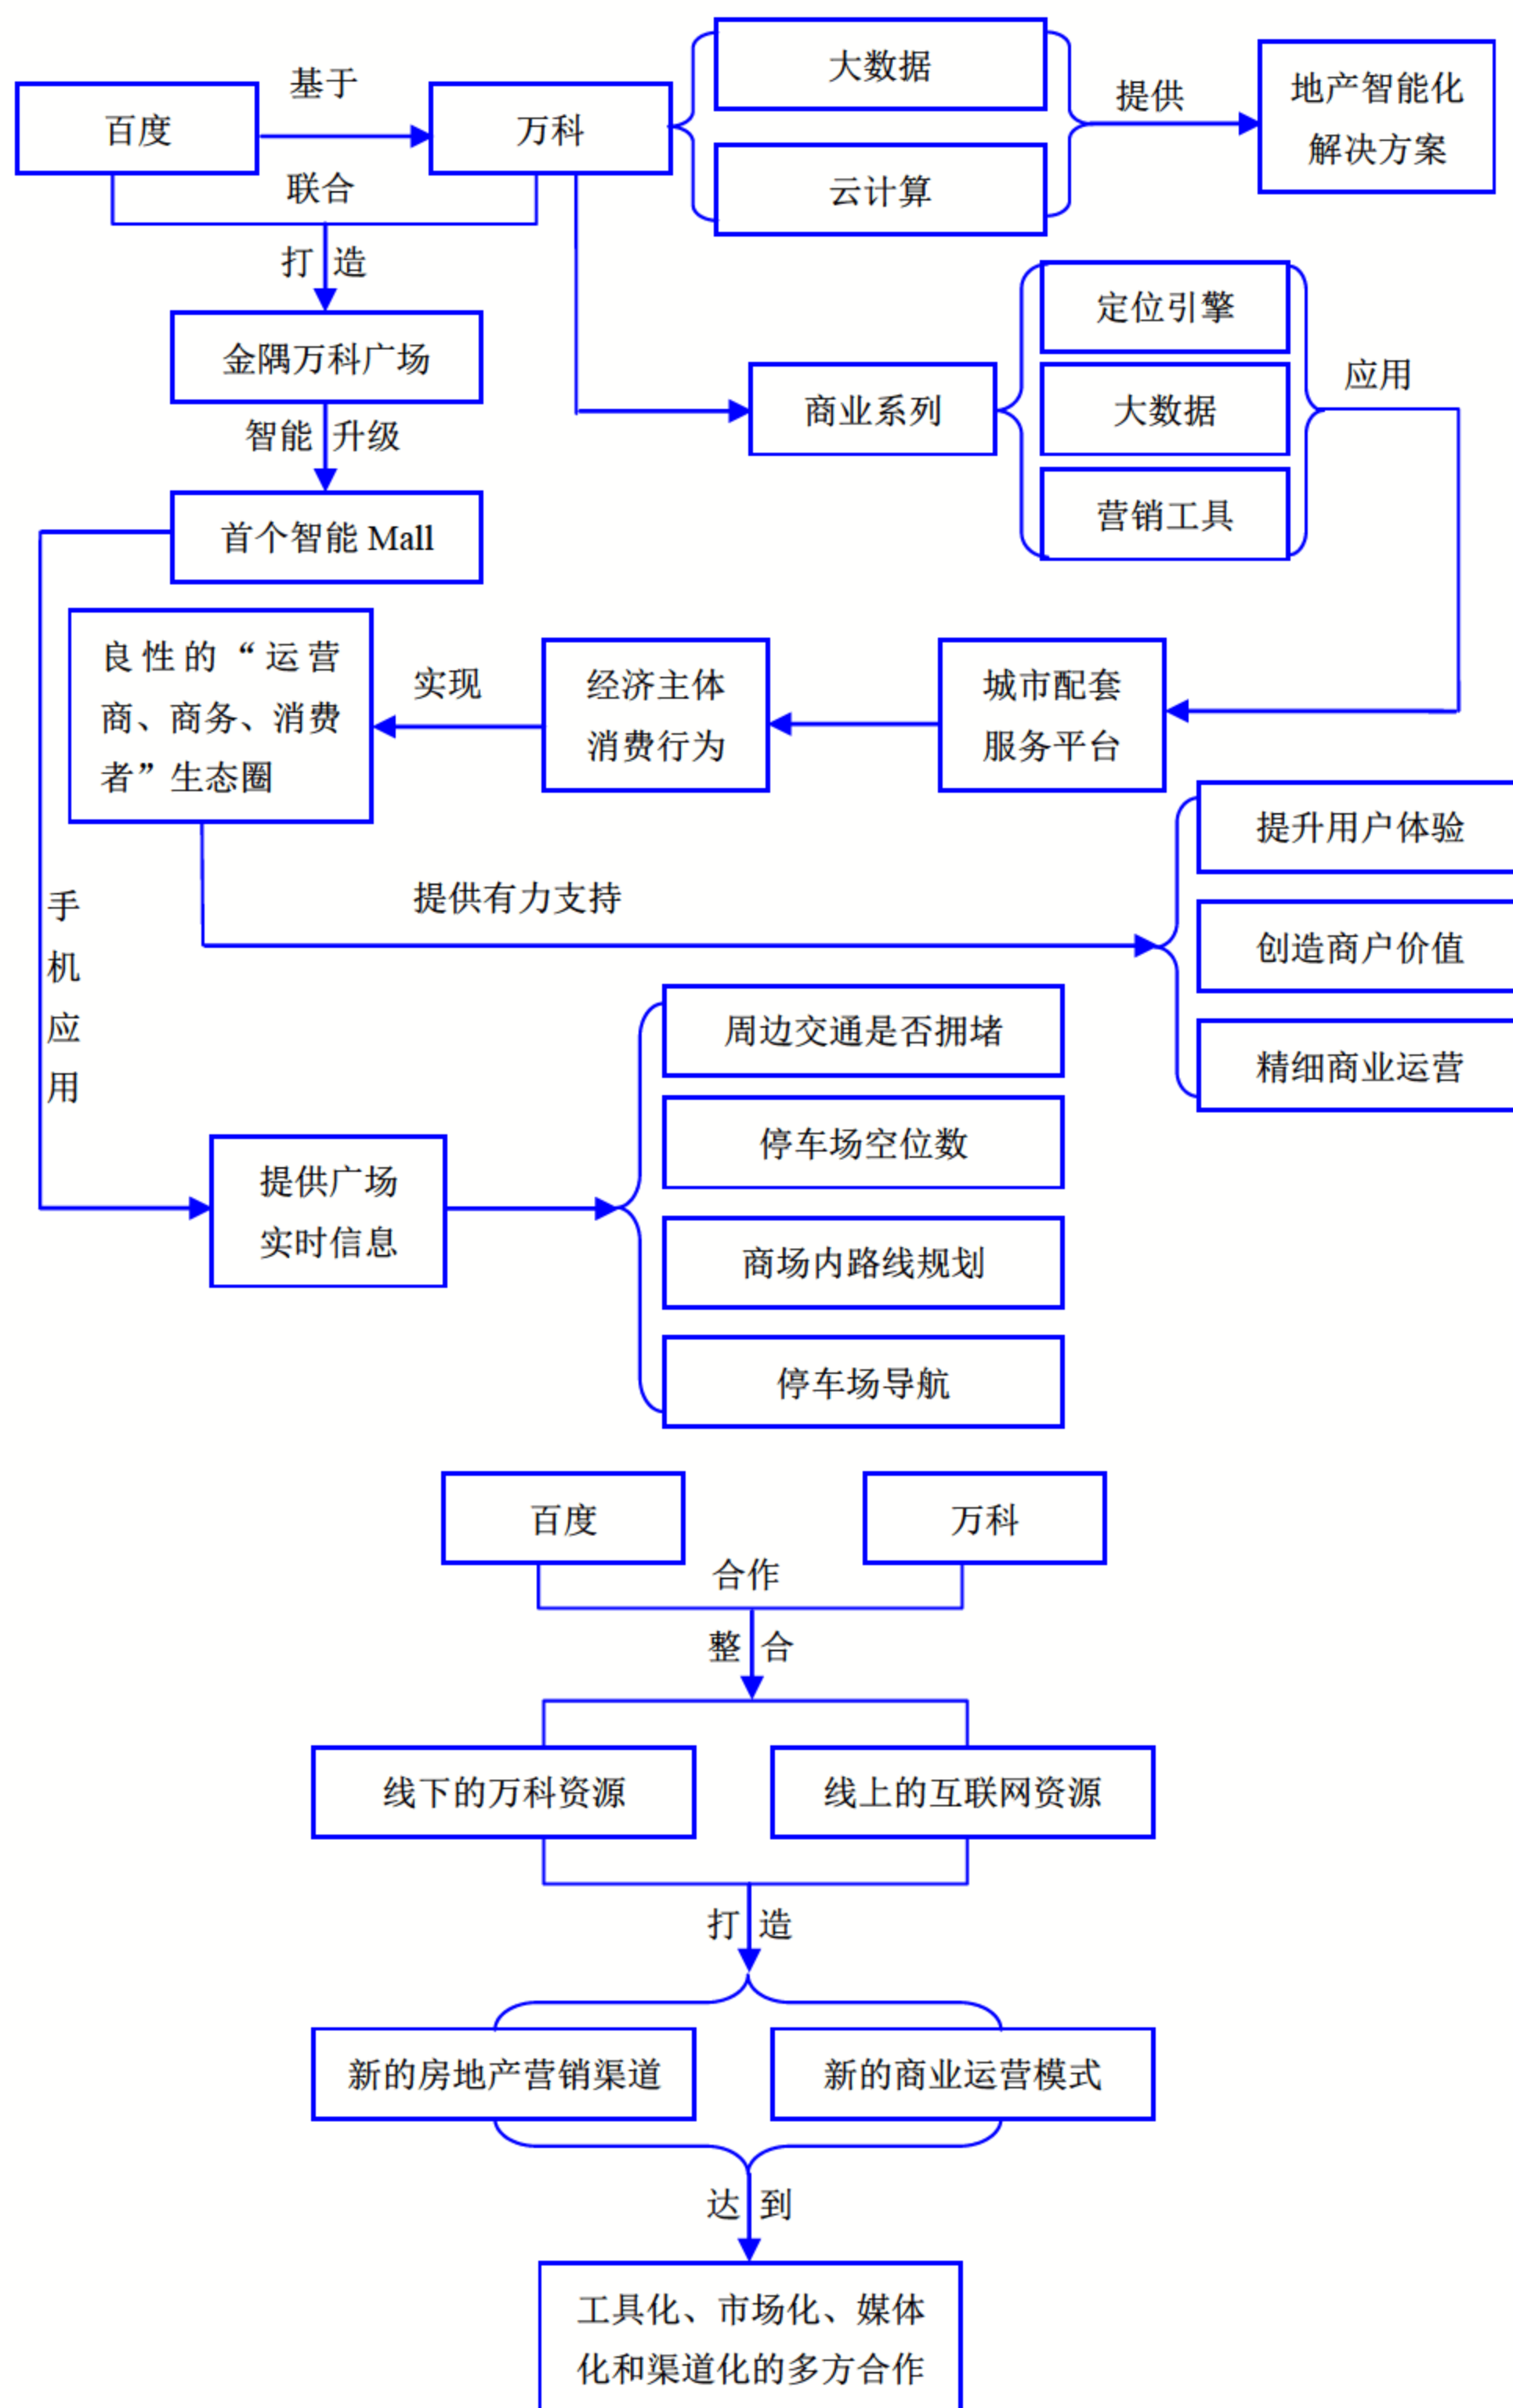 大数据
基于
提供
地产智能化
解决方案
百度
万科
联合
云计算
打 造
定位引擎
金隅万科广场
应用
商业系列
大数据
智能 升级
营销工具
首个智能 Mall
良性的“运营
商、商务、消费
者”生态圈
实现
经济主体
消费行为
城市配套
服务平台
提升用户体验
提供有力支持
创造商户价值
精细商业运营
手
机
应
用
周边交通是否拥堵
停车场空位数
提供广场
实时信息
商场内路线规划
停车场导航
百度
万科
合作
整 合
线下的万科资源
线上的互联网资源
打 造
新的房地产营销渠道
新的商业运营模式
达 到
工具化、市场化、媒体
化和渠道化的多方合作